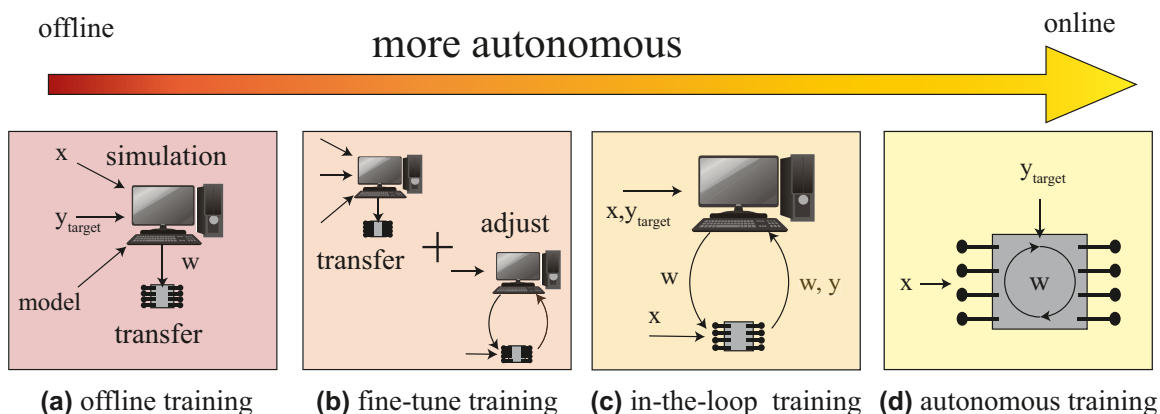 offline
more autonomous
online
x
simulation
y_target
w
model
transfer
transfer
+
adjust
x,y_target
w
w, y
x
y_target
x
w
(a) offline training
(b) fine-tune training
(c) in-the-loop training
(d) autonomous training